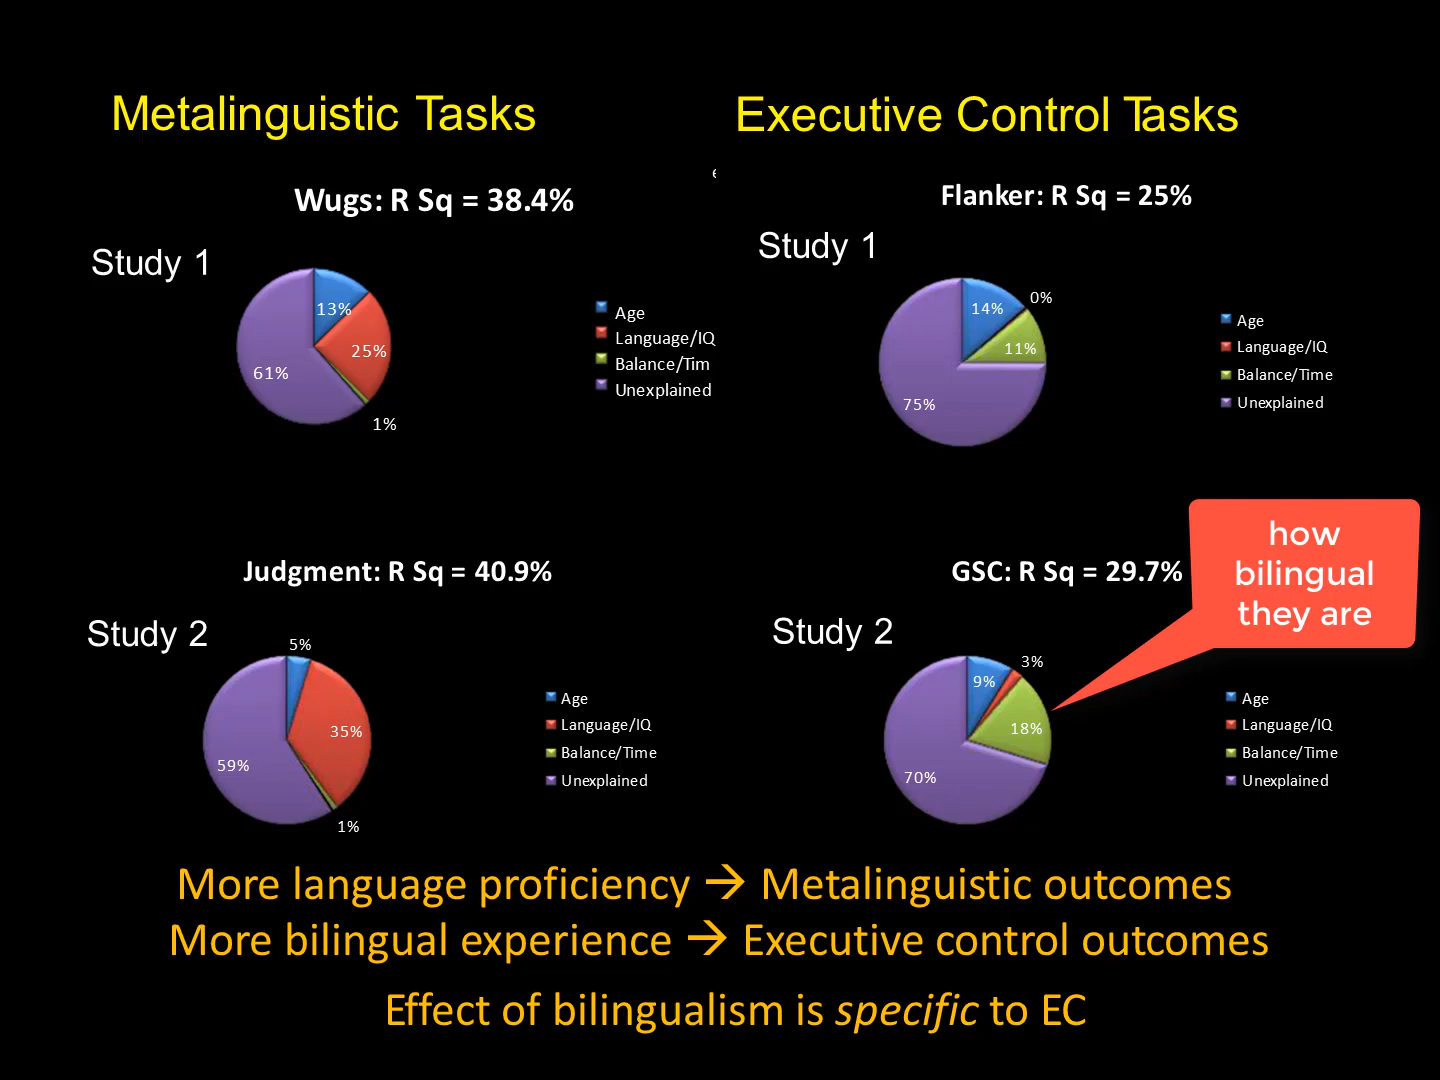 Metalinguistic Tasks
Executive Control Tasks
e
Wugs: R Sq = 38.4%
Study 1
13%
25%
61%
1%
Age
Language/IQ
Balance/Tim
Unexplained
Flanker: R Sq = 25%
Study 1
14%
0%
11%
75%
Age
Language/IQ
Balance/Time
Unexplained
Judgment: R Sq = 40.9%
Study 2
5%
35%
59%
1%
Age
Language/IQ
Balance/Time
Unexplained
GSC: R Sq = 29.7%
how
bilingual
they are
Study 2
9%
3%
18%
70%
Age
Language/IQ
Balance/Time
Unexplained
More language proficiency → Metalinguistic outcomes
More bilingual experience → Executive control outcomes
Effect of bilingualism is specific to EC